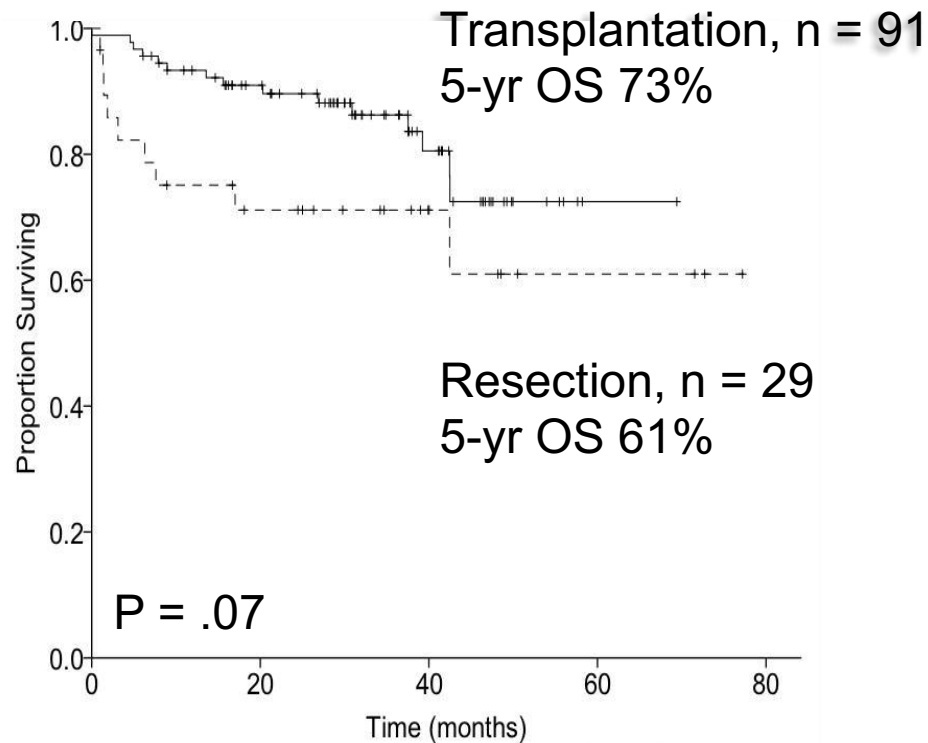 Transplantation, n = 91
5-yr OS 73%
Resection, n = 29
5-yr OS 61%
P = .07
Proportion Surviving
1.0
0.8
0.6
0.4
0.2
0.0
0 20 40 60 80
Time (months)